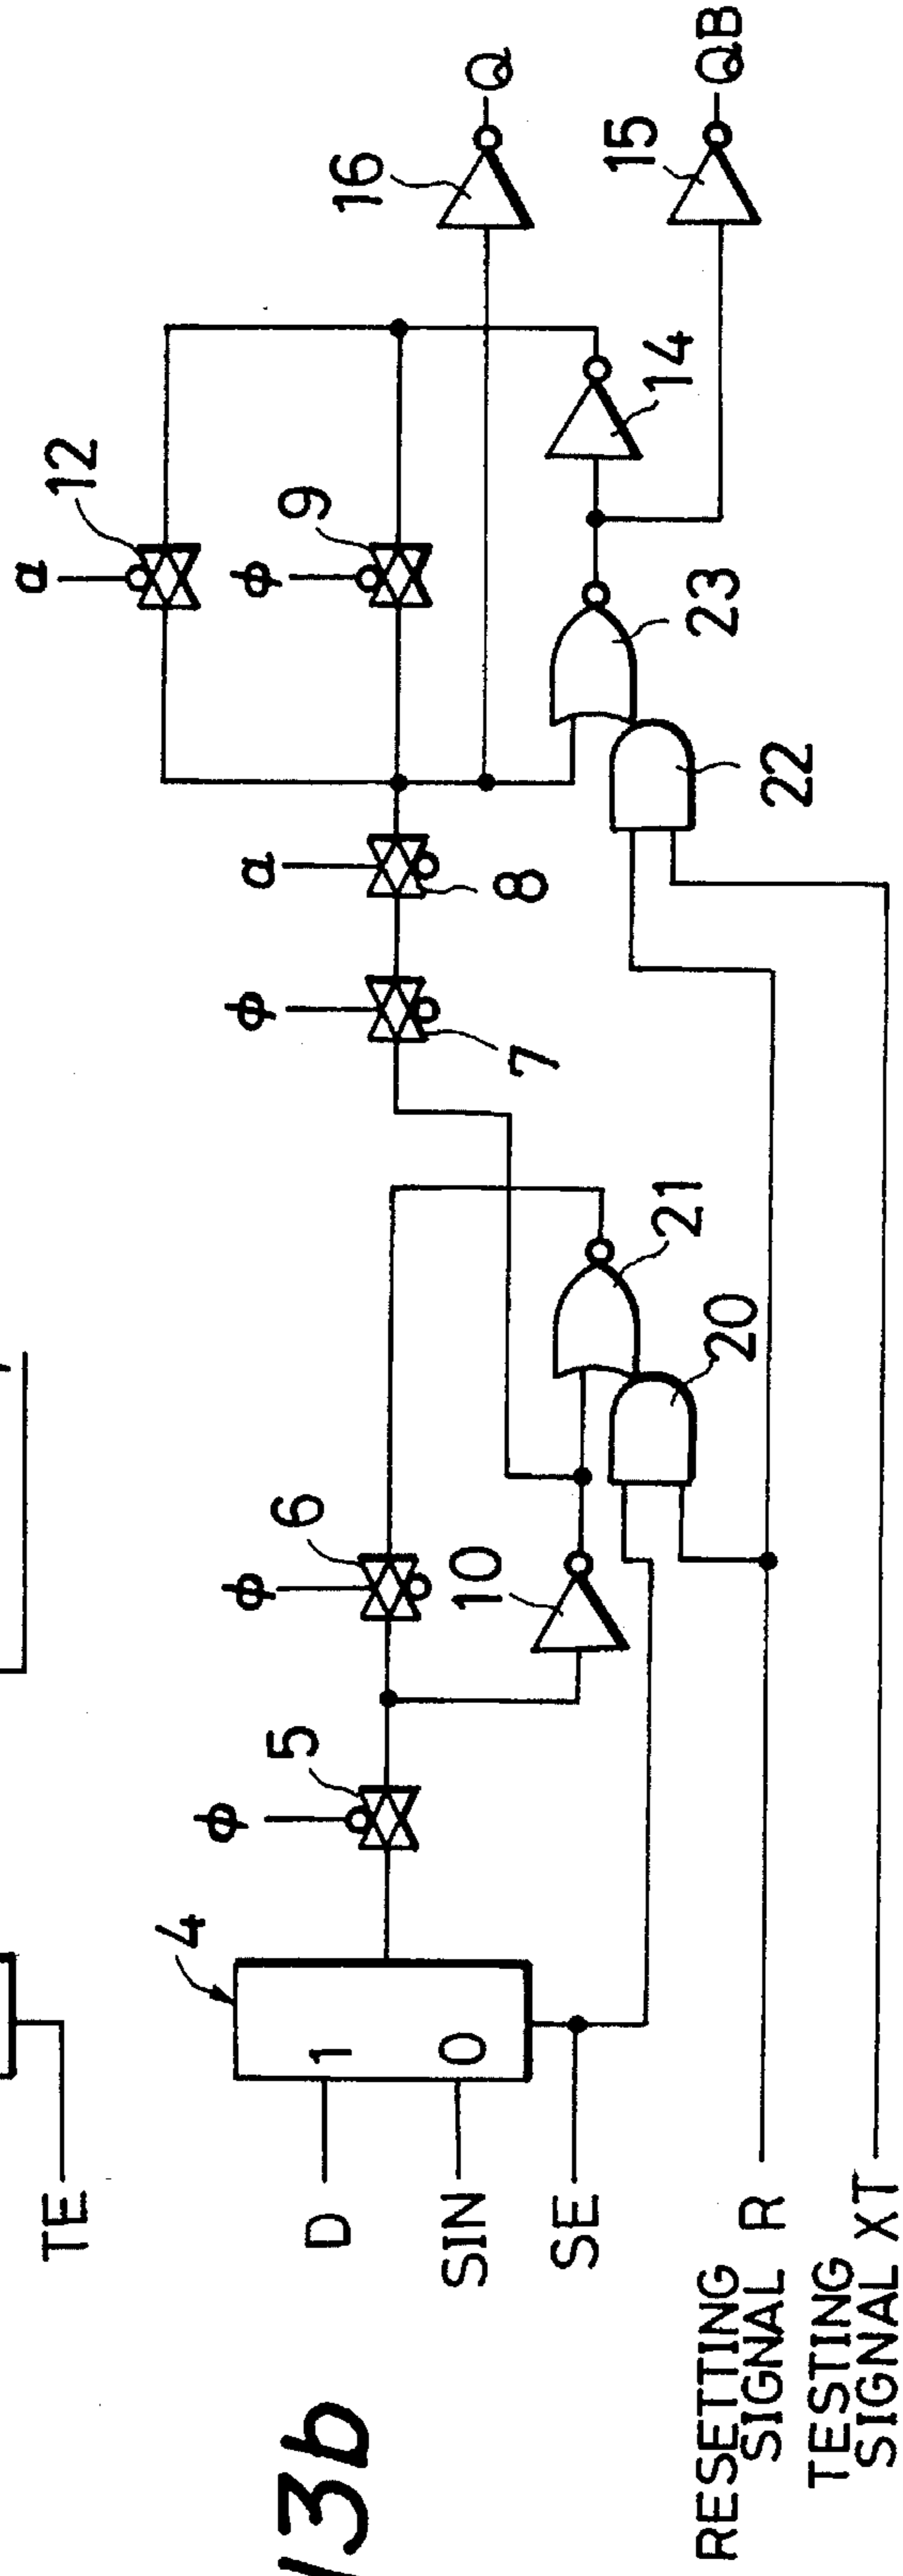 TE
a
12
φ
9
16
Q
φ
5
φ
6
φ
7
a
8
4
D
1
SIN
0
SE
10
21
20
23
22
14
15
QB
RESETTING
SIGNAL R
TESTING
SIGNAL XT
13b